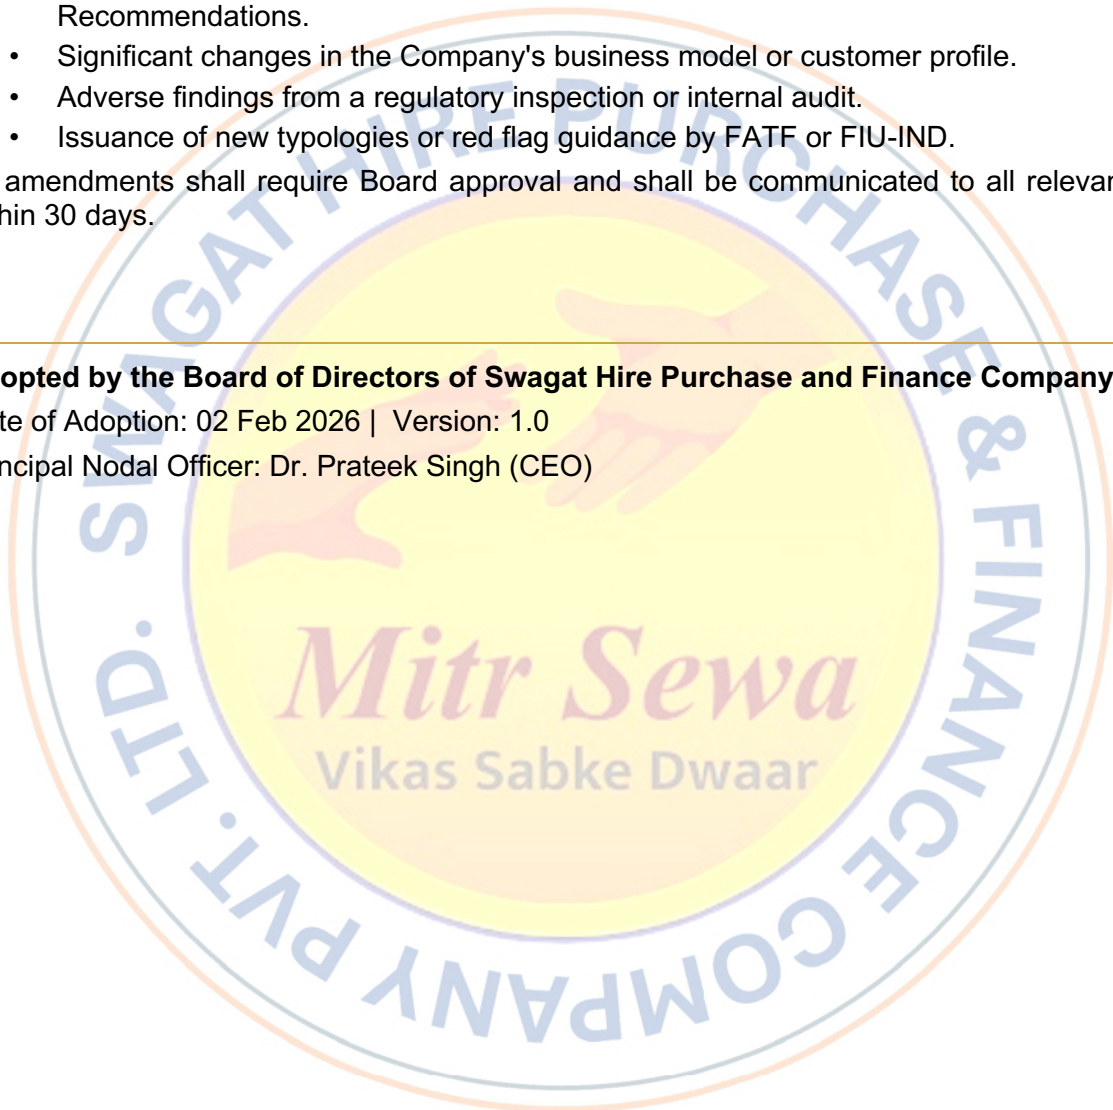 Recommendations.
• Significant changes in the Company's business model or customer profile.
• Adverse findings from a regulatory inspection or internal audit.
• Issuance of new typologies or red flag guidance by FATF or FIU-IND.
amendments shall require Board approval and shall be communicated to all relevan
hin 30 days.
opted by the Board of Directors of Swagat Hire Purchase and Finance Company
te of Adoption: 02 Feb 2026 | Version: 1.0
ncipal Nodal Officer: Dr. Prateek Singh (CEO)
SWAGAT HIRE PURCHASE & FINANCE COMPANY PVT. LTD.
Mitr Sewa
Vikas Sabke Dwaar